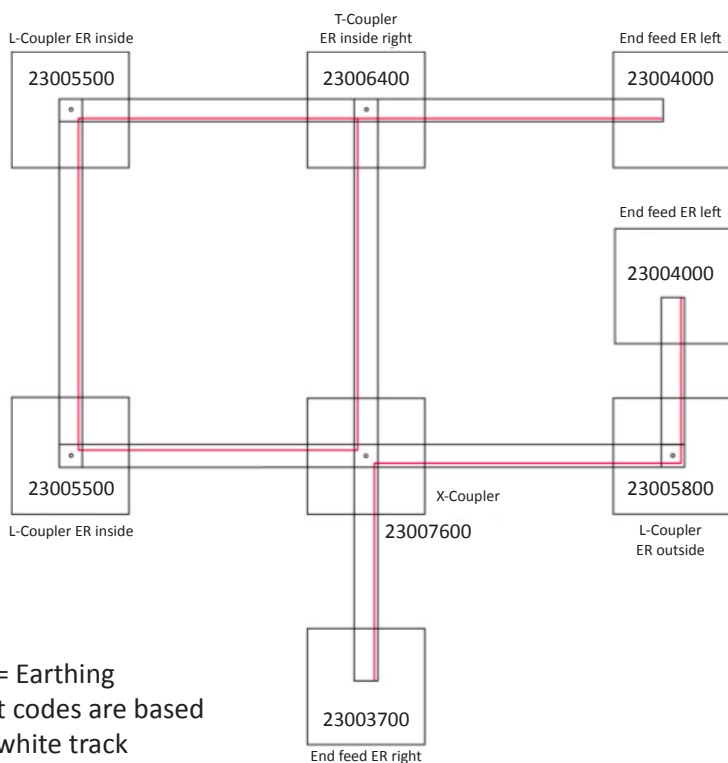 T-Coupler
L-Coupler ER inside
ER inside right
End feed ER left
23005500
23006400
23004000
End feed ER left
23004000
23005500
X-Coupler
23005800
L-Coupler ER inside
23007600
L-Coupler
ER outside
= Earthing
t codes are based
white track
23003700
End feed ER right